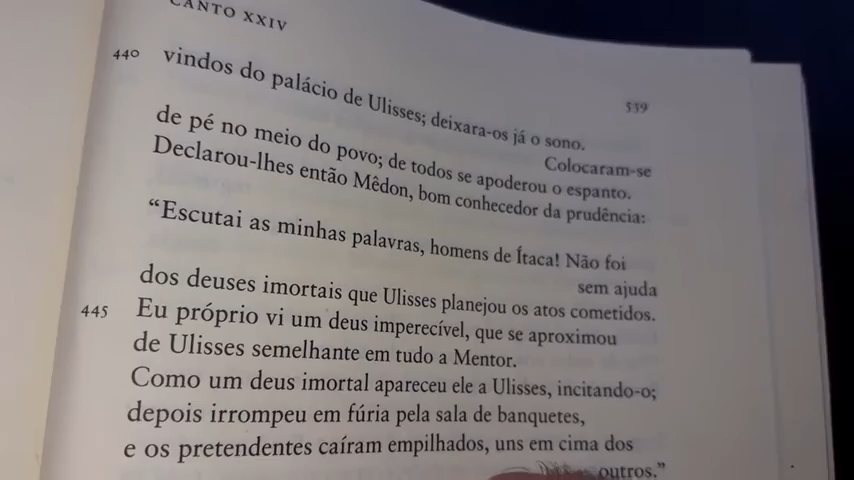 CANTO XXIV
539
440 vindos do palácio de Ulisses; deixara-os já o sono.
Colocaram-se
de pé no meio do povo; de todos se apoderou o espanto.
Declarou-lhes então Mêdon, bom conhecedor da prudência:
“Escutai as minhas palavras, homens de Ítaca! Não foi
sem ajuda
dos deuses imortais que Ulisses planejou os atos cometidos.
445 Eu próprio vi um deus imperecível, que se aproximou
de Ulisses semelhante em tudo a Mentor.
Como um deus imortal apareceu ele a Ulisses, incitando-o;
depois irrompeu em fúria pela sala de banquetes,
e os pretendentes caíram empilhados, uns em cima dos
outros.”